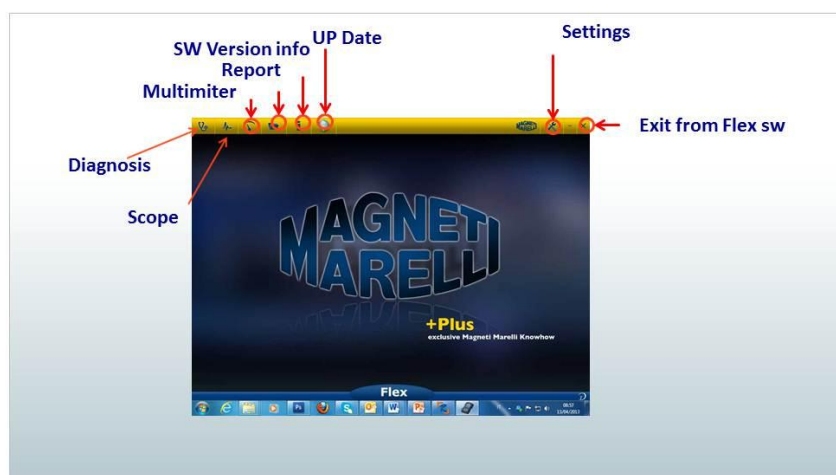 UP Date
Settings
SW Version info
Report
Multimiter
Exit from Flex sw
Diagnosis
Scope
MAGNETI
MARELLI
+Plus
exclusive Magneti Marelli Knowhow
Flex